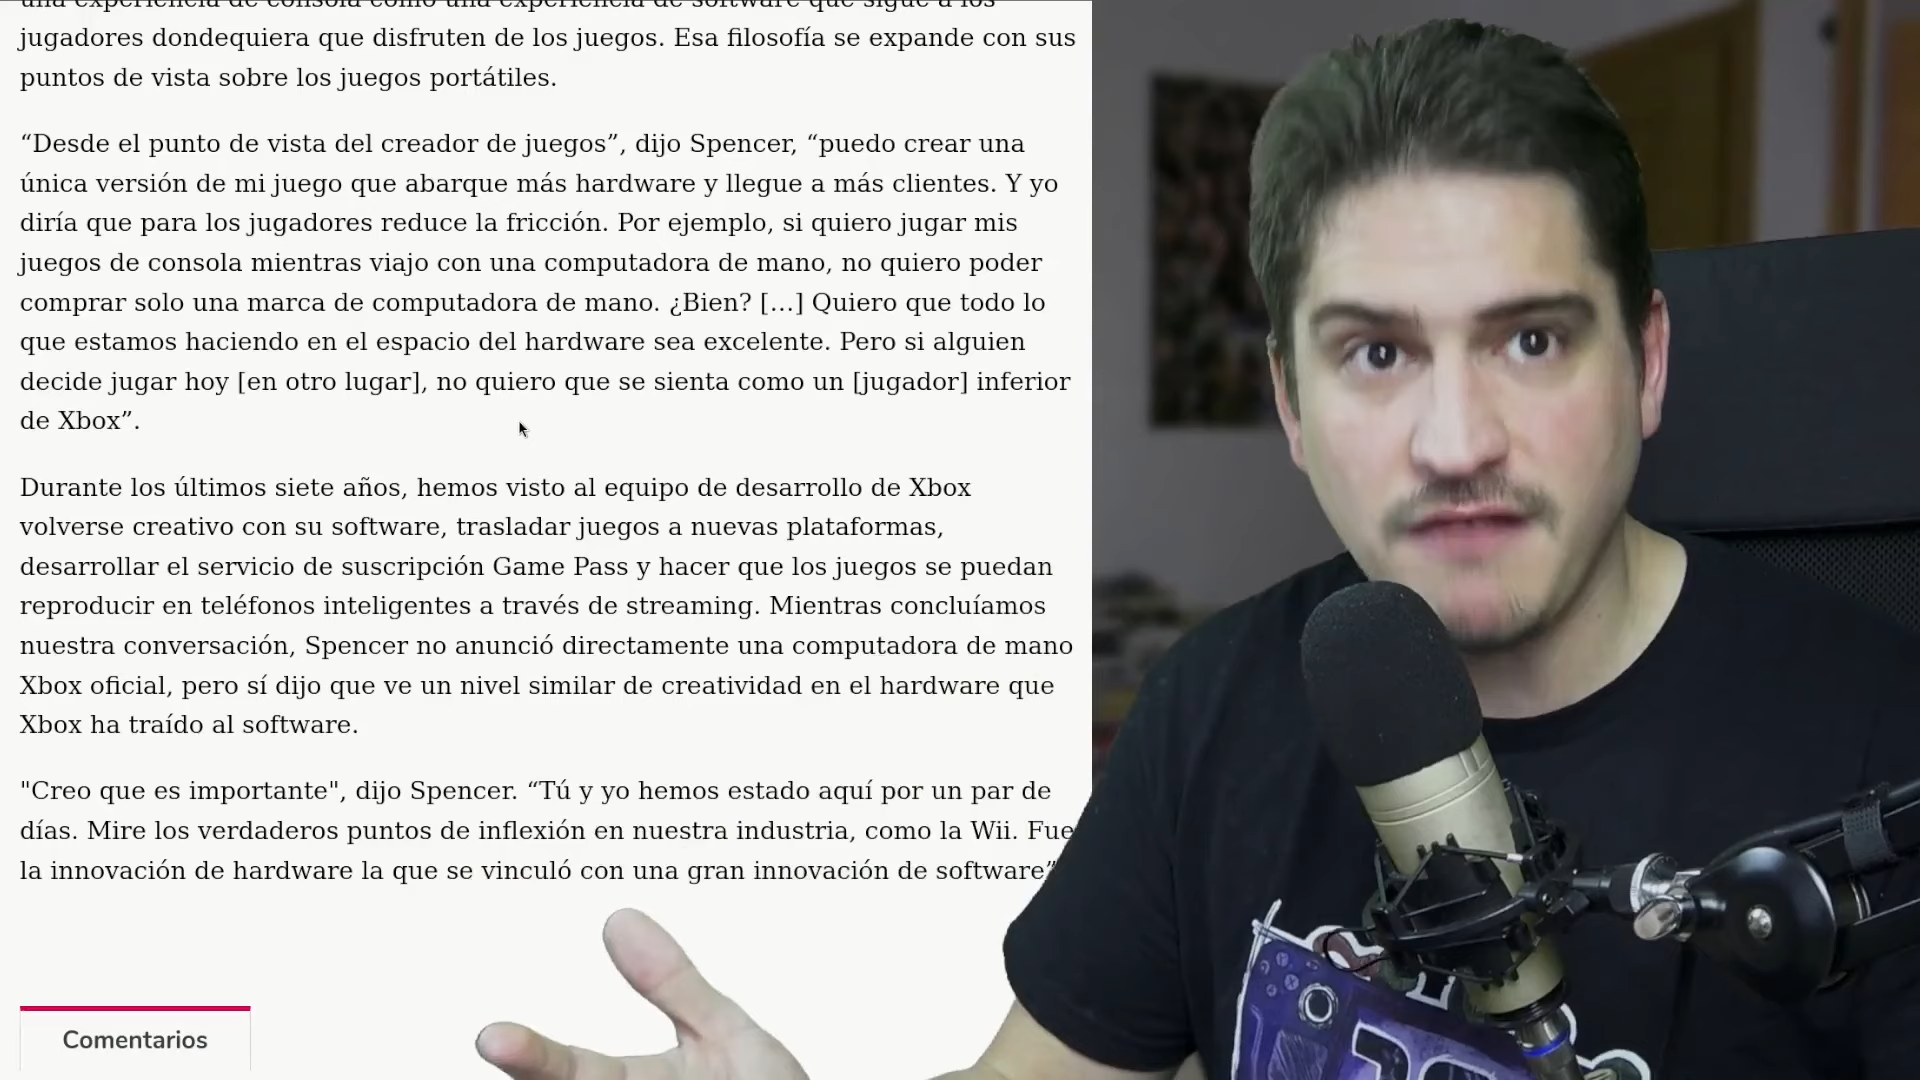 una experiencia de consola como una experiencia de software que sigue a los
jugadores dondequiera que disfruten de los juegos. Esa filosofía se expande con sus
puntos de vista sobre los juegos portátiles.
“Desde el punto de vista del creador de juegos”, dijo Spencer, “puedo crear una
única versión de mi juego que abarque más hardware y llegue a más clientes. Y yo
diría que para los jugadores reduce la fricción. Por ejemplo, si quiero jugar mis
juegos de consola mientras viajo con una computadora de mano, no quiero poder
comprar solo una marca de computadora de mano. ¿Bien? [...] Quiero que todo lo
que estamos haciendo en el espacio del hardware sea excelente. Pero si alguien
decide jugar hoy [en otro lugar], no quiero que se sienta como un [jugador] inferior
de Xbox”.
Durante los últimos siete años, hemos visto al equipo de desarrollo de Xbox
volverse creativo con su software, trasladar juegos a nuevas plataformas,
desarrollar el servicio de suscripción Game Pass y hacer que los juegos se puedan
reproducir en teléfonos inteligentes a través de streaming. Mientras concluíamos
nuestra conversación, Spencer no anunció directamente una computadora de mano
Xbox oficial, pero sí dijo que ve un nivel similar de creatividad en el hardware que
Xbox ha traído al software.
"Creo que es importante", dijo Spencer. “Tú y yo hemos estado aquí por un par de
días. Mire los verdaderos puntos de inflexión en nuestra industria, como la Wii. Fue
la innovación de hardware la que se vinculó con una gran innovación de software”
Comentarios